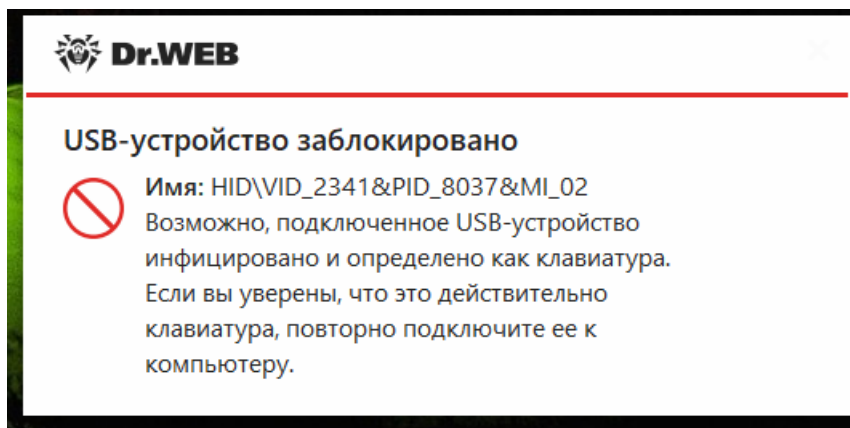 Dr.WEB
USB-устройство заблокировано
Имя: HID\VID_2341&PID_8037&MI_02
Возможно, подключенное USB-устройство
инфицировано и определено как клавиатура.
Если вы уверены, что это действительно
клавиатура, повторно подключите ее к
компьютеру.